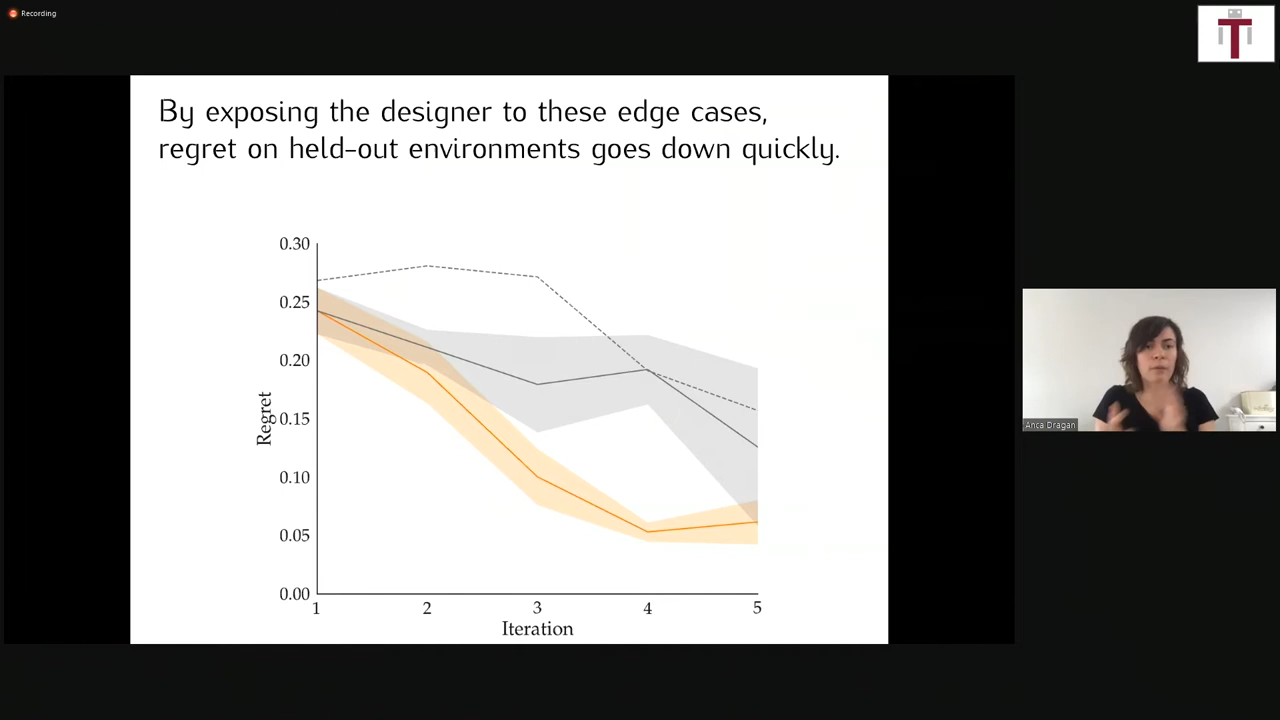 Recording
By exposing the designer to these edge cases,
regret on held-out environments goes down quickly.
0.30
0.25
0.20
0.15
0.10
0.05
0.00
Regret
1 2 3 4 5
Iteration
T
Anca Dragan